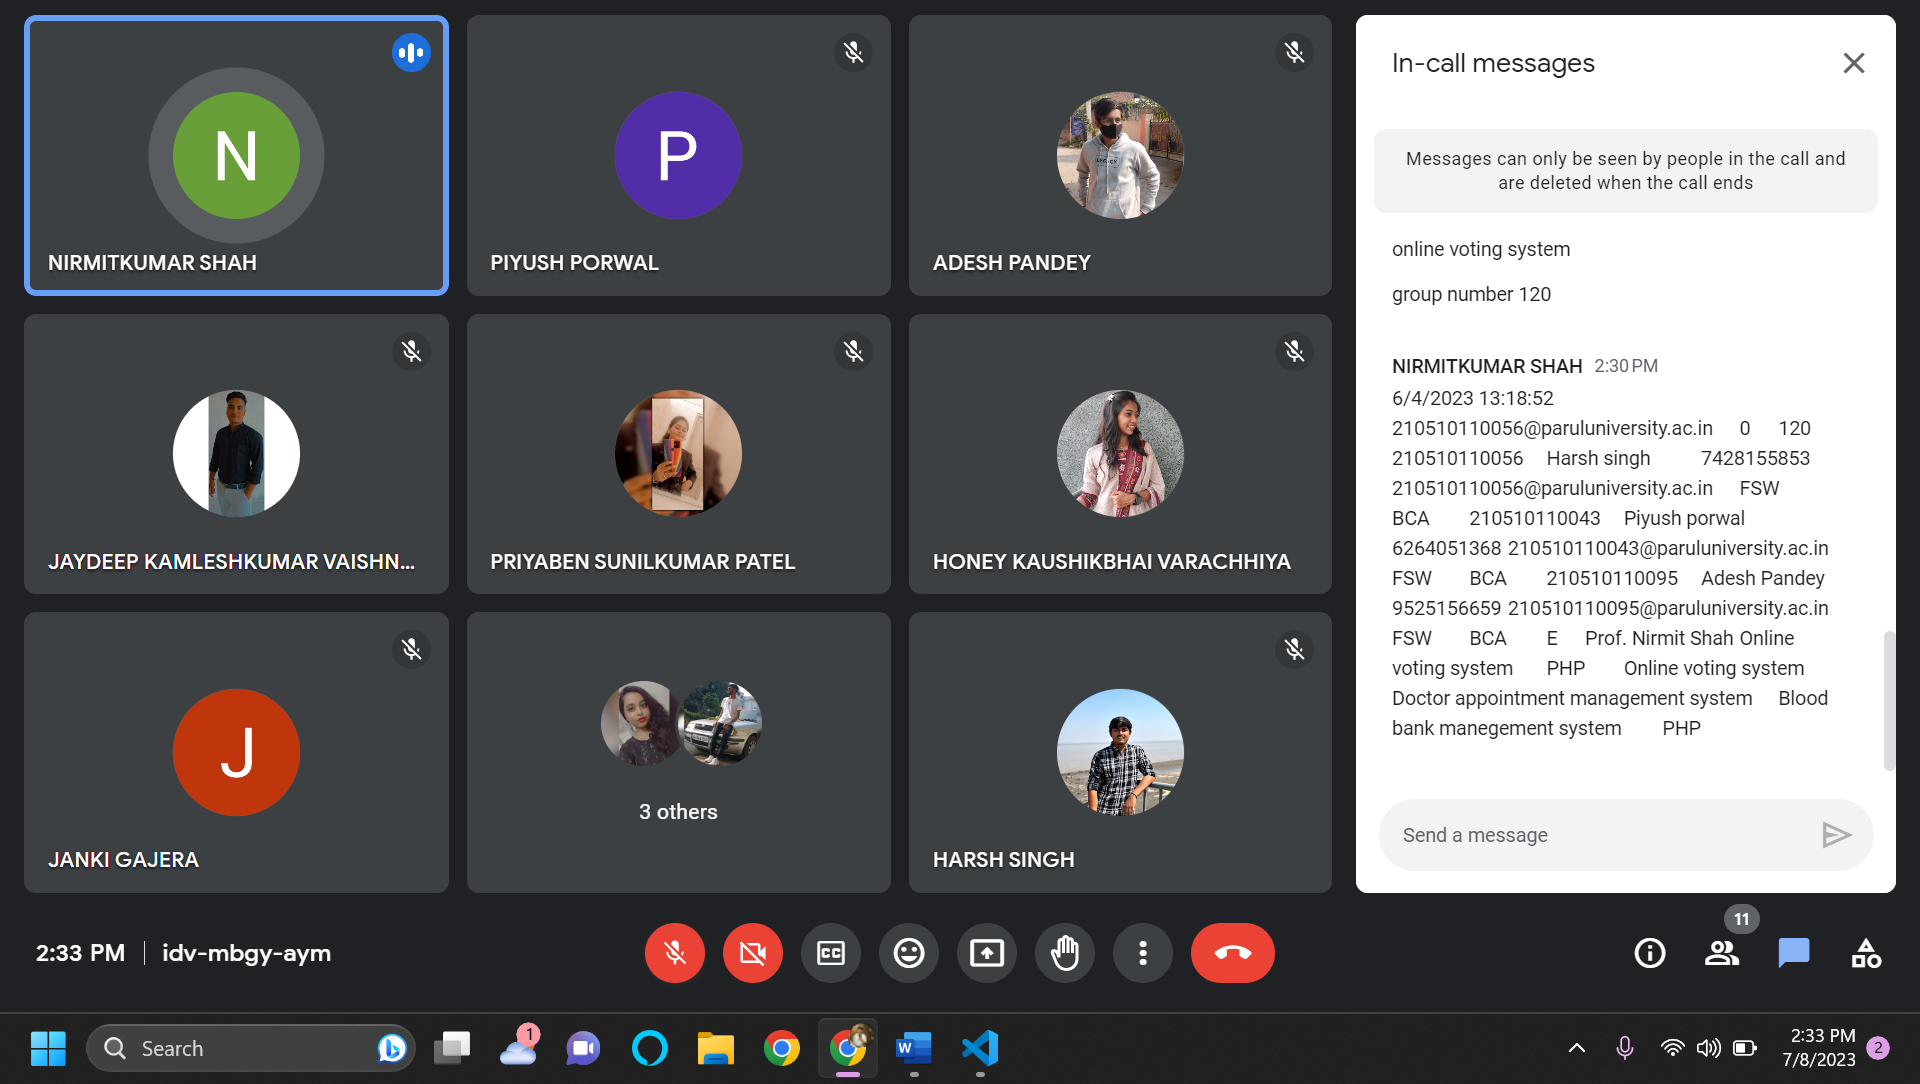 N
NIRMITKUMAR SHAH
P
PIYUSH PORWAL
ADESH PANDEY
JAYDEEP KAMLESHKUMAR VAISHN...
PRIYABEN SUNILKUMAR PATEL
HONEY KAUSHIKBHAI VARACHHIYA
J
JANKI GAJERA
3 others
HARSH SINGH
In-call messages
Messages can only be seen by people in the call and
are deleted when the call ends
online voting system
group number 120
NIRMITKUMAR SHAH 2:30 PM
6/4/2023 13:18:52
210510110056@paruluniversity.ac.in 0 120
210510110056 Harsh singh 7428155853
210510110056@paruluniversity.ac.in FSW
BCA 210510110043 Piyush porwal
6264051368 210510110043@paruluniversity.ac.in
FSW BCA 210510110095 Adesh Pandey
9525156659 210510110095@paruluniversity.ac.in
FSW BCA E Prof. Nirmit Shah Online
voting system PHP Online voting system
Doctor appointment management system Blood
bank manegement system PHP
Send a message
2:33 PM idv-mbgy-aym
CC
11
Search
1
W
2:33 PM
7/8/2023
2